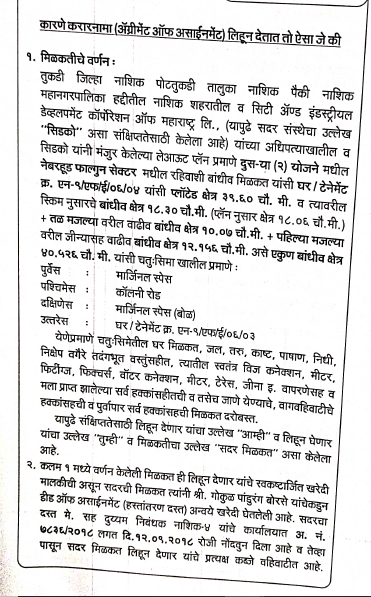 कारणे करारनामा (ॲग्रीमेंट ऑफ असाईनमेंट) लिहून देतात तो ऐसा जे की
१. मिळकतीचे वर्णन :
तुकडी जिल्हा नाशिक पोटतुकडी तालुका नाशिक पैकी नाशिक
महानगरपालिका हद्दीतील नाशिक शहरातील व सिटी ॲण्ड इंडस्ट्रीयल
डेव्हलपमेंट कॉर्पोरेशन ऑफ महाराष्ट्र लि., (यापुढे सदर संस्थेचा उल्लेख
"सिडको" असा संक्षिप्ततेसाठी केलेला आहे) यांच्या अधिपत्याखालील व
सिडको यांनी मंजुर केलेल्या लेआऊट प्लॅन प्रमाणे दुस-या (२) योजने मधील
नेबरहूड फाल्गुन सेक्टर मधील रहिवाशी बांधीव मिळकत यांसी घर / टेनेमेंट
क्र. एन-९/एफ/ई/०६/०४ यांसी प्लॉटेड क्षेत्र ३९.६० चौ. मी. व त्यावरील
स्किम नुसारचे बांधीव क्षेत्र १८.३० चौ.मी. (प्लॅन नुसार क्षेत्र १८.०६ चौ.मी.)
+ तळ मजल्या वरील वाढीव बांधीव क्षेत्र १०.०७ चौ.मी. + पहिल्या मजल्या
वरील जीन्यासह वाढीव बांधीव क्षेत्र १२.१५६ चौ.मी. असे एकुण बांधीव क्षेत्र
४०.५२६ चौ. मी. यांसी चतुःसिमा खालील प्रमाणे :
पुर्वेस : मार्जिनल स्पेस
पश्चिमेस : कॉलनी रोड
दक्षिणेस : मार्जिनल स्पेस (बोळ)
उत्तरेस : घर / टेनेमेंट क्र. एन-९/एफ/ई/०६/०३
येणेप्रमाणे चतुःसिमेतील घर मिळकत, जल, तरु, काष्ट, पाषाण, निधी,
निक्षेप वगैरे तदंगभूत वस्तुंसहीत, त्यातील स्वतंत्र विज कनेक्शन, मीटर,
फिटींग्ज, फिक्चर्स, वॉटर कनेक्शन, मीटर, टेरेस, जीना इ. वापरणेसह व
मला प्राप्त झालेल्या सर्व हक्कांसहीतची व तसेच जाणे येण्याचे, वागवहिवाटीचे
हक्कांसहची व पुर्वापार सर्व हक्कांसहची मिळकत दरोबस्त.
यापुढे संक्षिप्ततेसाठी लिहून देणार यांचा उल्लेख "आम्ही" व लिहून घेणार
यांचा उल्लेख "तुम्ही" व मिळकतीचा उल्लेख "सदर मिळकत" असा केलेला
आहे.
२. कलम १ मध्ये वर्णन केलेली मिळकत ही लिहून देणार यांचे स्वकष्टार्जित खरेदी
मालकीची असून सदरची मिळकत त्यांनी श्री. गोकुळ पांडुरंग बोरसे यांचेकडून
डीड ऑफ असाईनमेंट (हस्तांतरण दस्त) अन्वये खरेदी घेतलेली आहे. सदरचा
दस्त मे. सह दुय्यम निबंधक नाशिक-४ यांचे कार्यालयात अ. नं.
७८३६/२०१८ लगत दि.१२.०९.२०१८ रोजी नोंदवुन दिला आहे व तेव्हा
पासून सदर मिळकत लिहून देणार यांचे प्रत्यक्ष कब्जे वहिवाटीत आहे.